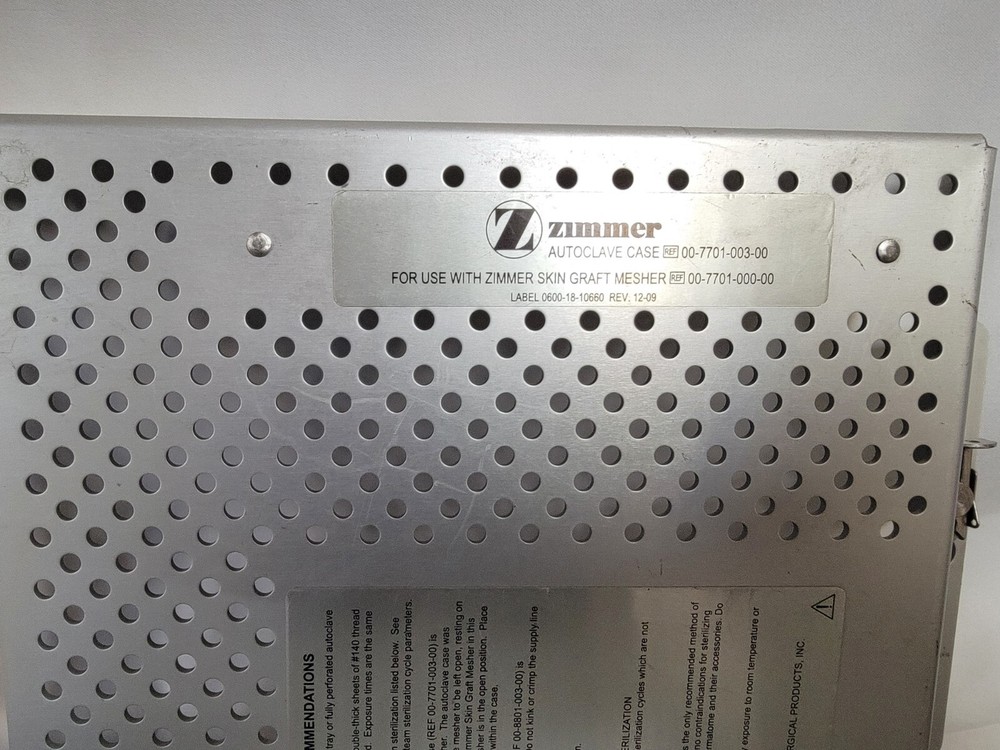 Z zimmer
AUTOCLAVE CASE REF 00-7701-003-00
FOR USE WITH ZIMMER SKIN GRAFT MESHER REF 00-7701-000-00
LABEL 0600-18-10660 REV. 12-09
MMENDATIONS
tray or fully perforated autoclave
ouble-thick sheets of #140 thread
d. Exposure times are the same
n sterilization listed below. See
team sterilization cycle parameters.
se (REF 00-7701-003-00) is
her. The autoclave case was
mesher to be left open, resting on
mmer Skin Graft Mesher in this
sher is in the open position. Place
within the case.
F 00-8801-003-00) is
Do not kink or crimp the supply line
n.
ERILIZATION
erilization cycles which are not
s the only recommended method of
no contraindications for sterilizing
rmatome and their accessories. Do
y exposure to room temperature or
RGICAL PRODUCTS, INC.